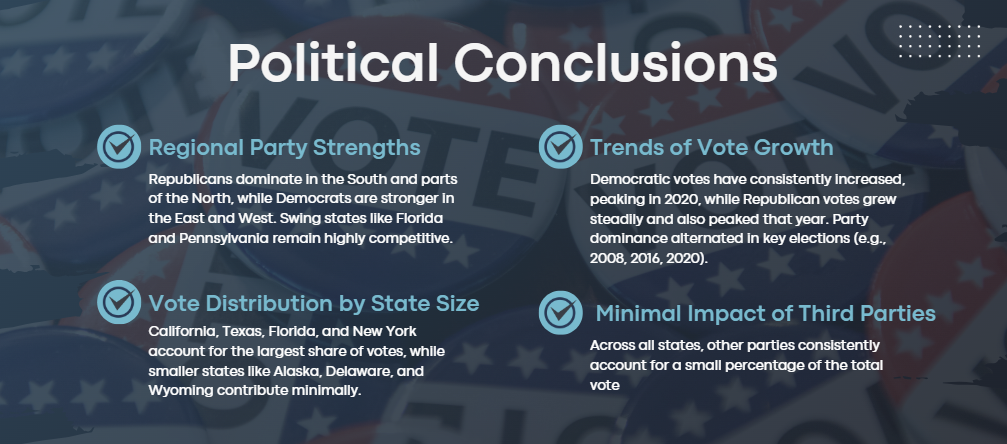 Political Conclusions
Regional Party Strengths
Republicans dominate in the South and parts
of the North, while Democrats are stronger in
the East and West. Swing states like Florida
and Pennsylvania remain highly competitive.
Trends of Vote Growth
Democratic votes have consistently increased,
peaking in 2020, while Republican votes grew
steadily and also peaked that year. Party
dominance alternated in key elections (e.g.,
2008, 2016, 2020).
Vote Distribution by State Size
California, Texas, Florida, and New York
account for the largest share of votes, while
smaller states like Alaska, Delaware, and
Wyoming contribute minimally.
Minimal Impact of Third Parties
Across all states, other parties consistently
account for a small percentage of the total
vote
VOTE
VOTE